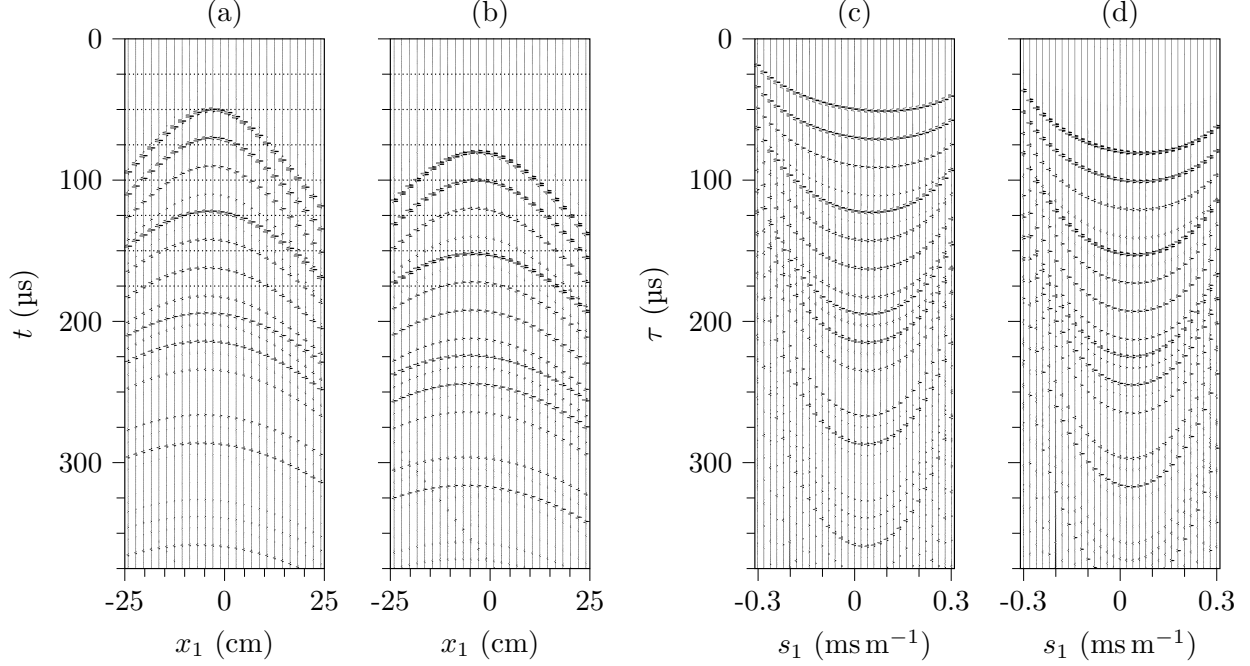 (a) (b) (c) (d)
0 0
100 100
200 200
300 300
t (µs) τ (µs)
-25 0 25 -25 0 25 -0.3 0 0.3 -0.3 0 0.3
x₁ (cm) x₁ (cm) s₁ (ms m⁻¹) s₁ (ms m⁻¹)